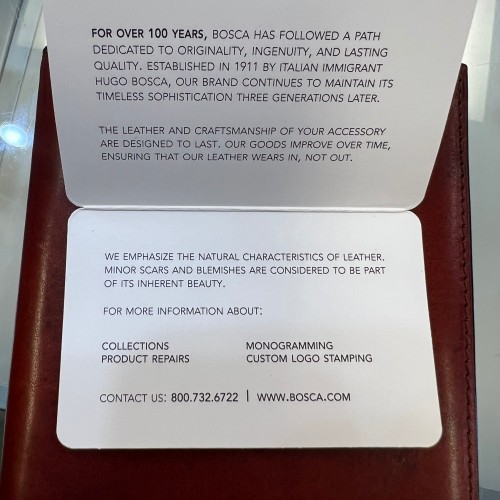 FOR OVER 100 YEARS, BOSCA HAS FOLLOWED A PATH
DEDICATED TO ORIGINALITY, INGENUITY, AND LASTING
QUALITY. ESTABLISHED IN 1911 BY ITALIAN IMMIGRANT
HUGO BOSCA, OUR BRAND CONTINUES TO MAINTAIN ITS
TIMELESS SOPHISTICATION THREE GENERATIONS LATER.
THE LEATHER AND CRAFTSMANSHIP OF YOUR ACCESSORY
ARE DESIGNED TO LAST. OUR GOODS IMPROVE OVER TIME,
ENSURING THAT OUR LEATHER WEARS IN, NOT OUT.
WE EMPHASIZE THE NATURAL CHARACTERISTICS OF LEATHER.
MINOR SCARS AND BLEMISHES ARE CONSIDERED TO BE PART
OF ITS INHERENT BEAUTY.
FOR MORE INFORMATION ABOUT:
COLLECTIONS
PRODUCT REPAIRS
MONOGRAMMING
CUSTOM LOGO STAMPING
CONTACT US: 800.732.6722 | WWW.BOSCA.COM